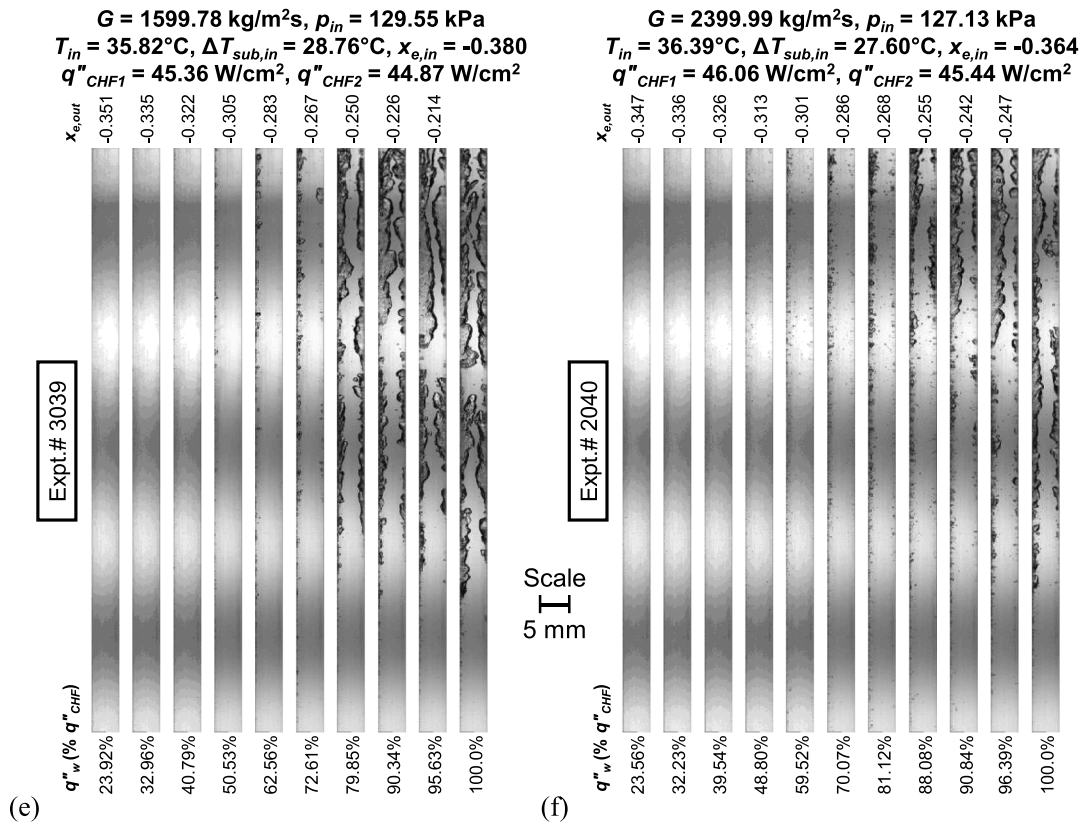 G = 1599.78 kg/m²s, p_in = 129.55 kPa
T_in = 35.82°C, ΔT_sub,in = 28.76°C, x_e,in = -0.380
q″_CHF1 = 45.36 W/cm², q″_CHF2 = 44.87 W/cm²
x_e,out -0.351 -0.335 -0.322 -0.305 -0.283 -0.267 -0.250 -0.226 -0.214
Expt.# 3039
q″_w (% q″_CHF) 23.92% 32.96% 40.79% 50.53% 62.56% 72.61% 79.85% 90.34% 95.63% 100.0%
(e)
G = 2399.99 kg/m²s, p_in = 127.13 kPa
T_in = 36.39°C, ΔT_sub,in = 27.60°C, x_e,in = -0.364
q″_CHF1 = 46.06 W/cm², q″_CHF2 = 45.44 W/cm²
x_e,out -0.347 -0.336 -0.326 -0.313 -0.301 -0.286 -0.268 -0.255 -0.242 -0.247
Expt.# 2040
q″_w (% q″_CHF) 23.56% 32.23% 39.54% 48.80% 59.52% 70.07% 81.12% 88.08% 90.84% 96.39% 100.0%
(f)
Scale
5 mm